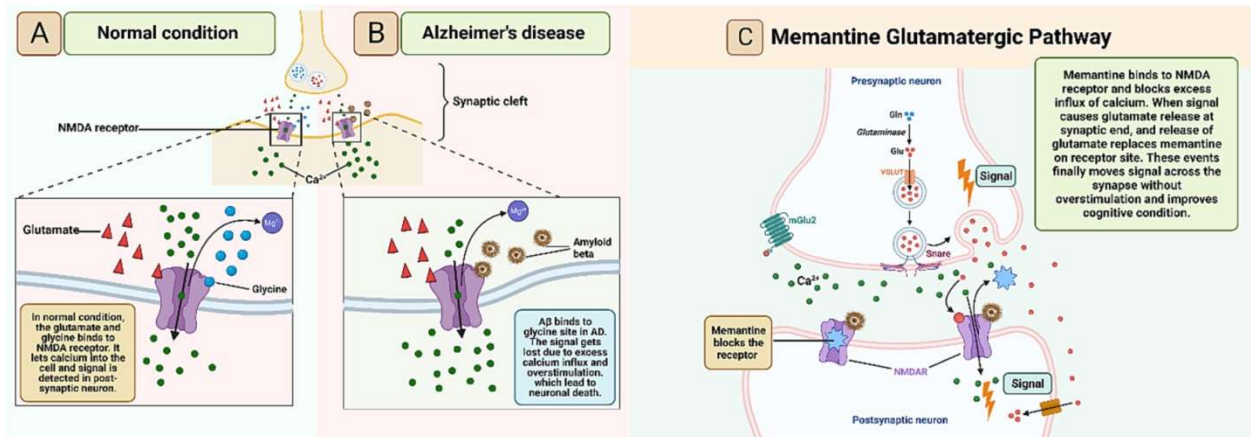 A
Normal condition
B
Alzheimer's disease
Synaptic cleft
NMDA receptor
Ca²⁺
Glutamate
Mg²⁺
Glycine
In normal condition,
the glutamate and
glycine binds to
NMDA receptor. It
lets calcium into the
cell and signal is
detected in post-
synaptic neuron.
Mg²⁺
Amyloid
beta
Aβ binds to
glycine site in AD.
The signal gets
lost due to excess
calcium influx and
overstimulation.
which lead to
neuronal death.
C
Memantine Glutamatergic Pathway
Presynaptic neuron
Gln
Glutaminase
Glu
VGLUT
Signal
mGlu2
Snare
Ca²⁺
Memantine
blocks the
receptor
NMDAR
Signal
Postsynaptic neuron
Memantine binds to NMDA
receptor and blocks excess
influx of calcium. When signal
causes glutamate release at
synaptic end, and release of
glutamate replaces memantine
on receptor site. These events
finally moves signal across the
synapse without
overstimulation and improves
cognitive condition.